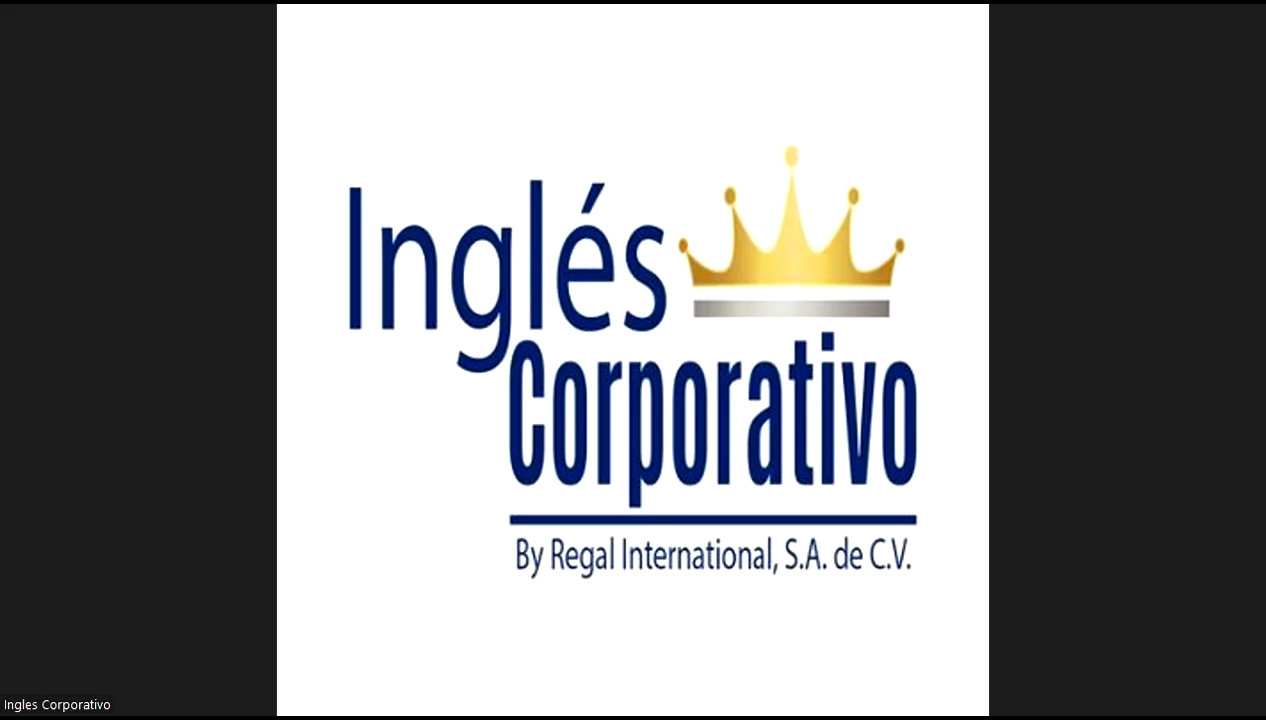 Inglés
Corporativo
By Regal International, S.A. de C.V.
Ingles Corporativo